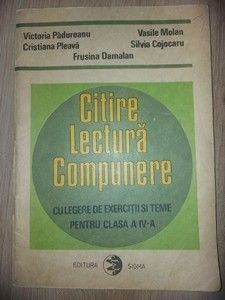 Victoria Pădureanu Vasile Molan
Cristiana Pleavă Silvia Cojocaru
Frusina Damalan
Citire
Lectură
Compunere
CULEGERE DE EXERCIȚII ȘI TEME
PENTRU CLASA A IV-A
EDITURA SIGMA